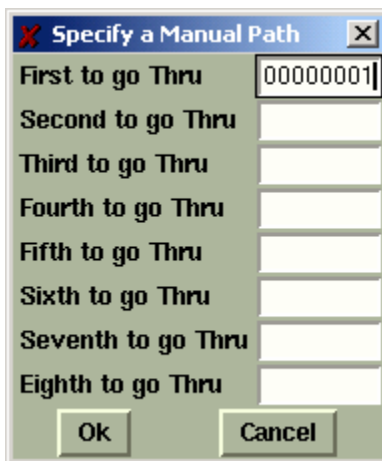 Specify a Manual Path
First to go Thru 00000001
Second to go Thru
Third to go Thru
Fourth to go Thru
Fifth to go Thru
Sixth to go Thru
Seventh to go Thru
Eighth to go Thru
Ok Cancel